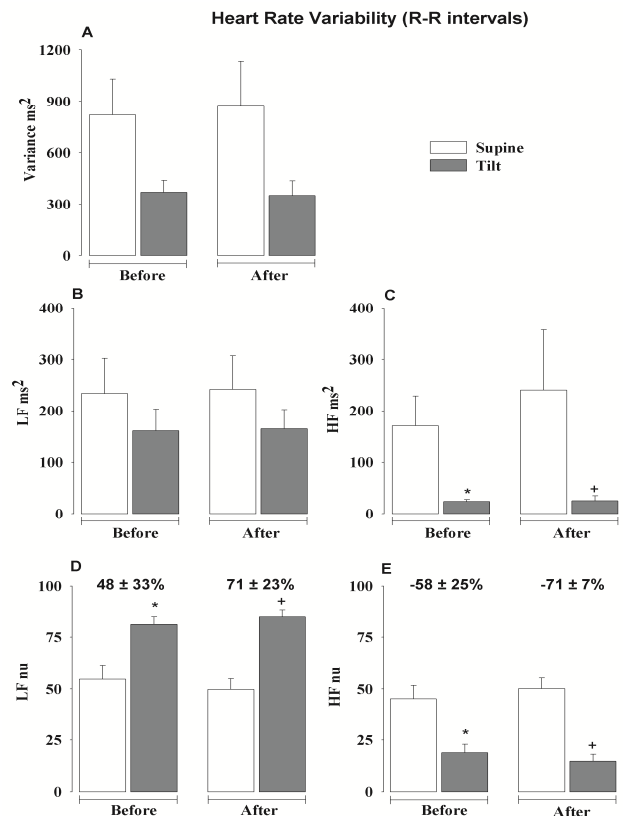 Heart Rate Variability (R-R intervals)
A
1200
900
600
300
0
Variance ms²
Before
After
Supine
Tilt
B
400
300
200
100
0
LF ms²
Before
After
C
400
300
200
100
0
HF ms²
*
+
Before
After
D
48 ± 33%
71 ± 23%
100
75
50
25
0
LF nu
*
+
Before
After
E
-58 ± 25%
-71 ± 7%
100
75
50
25
0
HF nu
*
+
Before
After